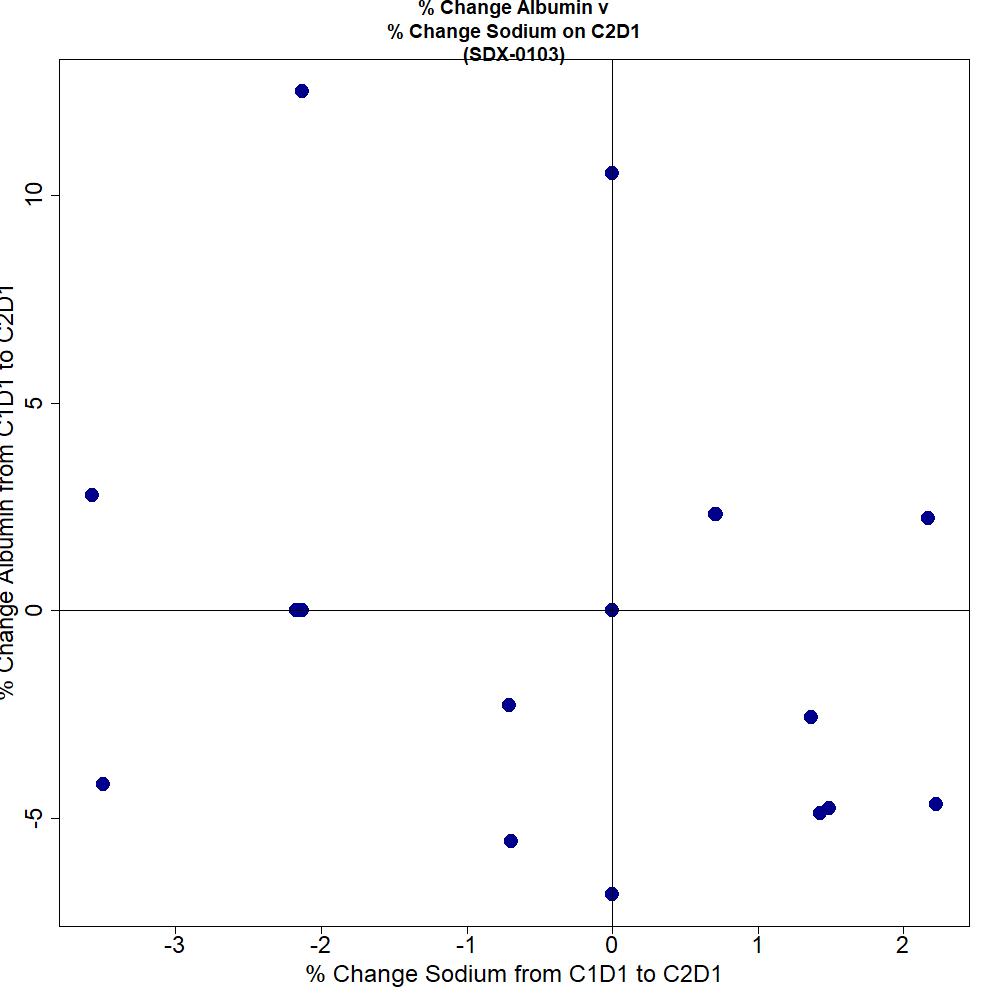 % Change Albumin v
% Change Sodium on C2D1
(SDX-0103)
% Change Albumin from C1D1 to C2D1
10
5
0
-5
-3 -2 -1 0 1 2
% Change Sodium from C1D1 to C2D1